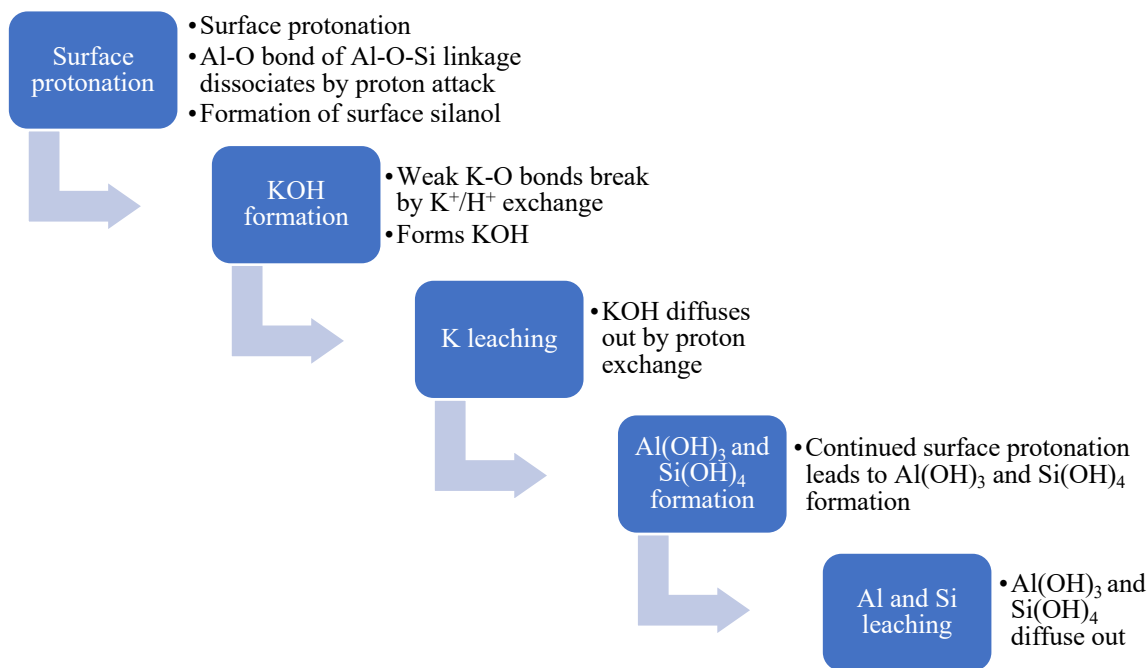 Surface
protonation
•Surface protonation
•Al-O bond of Al-O-Si linkage
dissociates by proton attack
•Formation of surface silanol
KOH
formation
•Weak K-O bonds break
by K⁺/H⁺ exchange
•Forms KOH
K leaching
•KOH diffuses
out by proton
exchange
Al(OH)₃ and
Si(OH)₄
formation
•Continued surface protonation
leads to Al(OH)₃ and Si(OH)₄
formation
Al and Si
leaching
•Al(OH)₃ and
Si(OH)₄
diffuse out